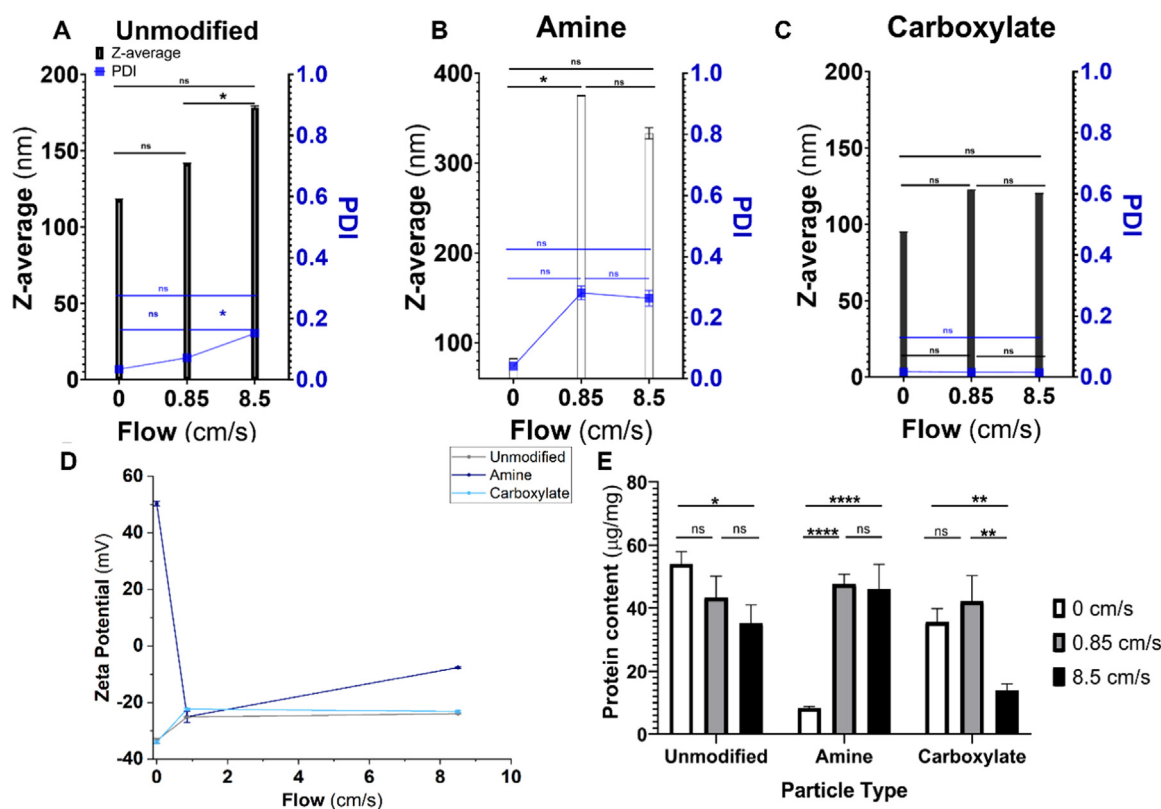 A Unmodified
Z-average
PDI
Z-average (nm)
200
150
100
50
0
ns
*
ns
ns
ns
*
1.0
0.8
0.6
0.4
0.2
0.0
PDI
0 0.85 8.5
Flow (cm/s)
B Amine
Z-average (nm)
400
300
200
100
ns
*
ns
ns
ns
ns
1.0
0.8
0.6
0.4
0.2
0.0
PDI
0 0.85 8.5
Flow (cm/s)
C Carboxylate
Z-average (nm)
200
150
100
50
0
ns
ns
ns
ns
ns
ns
1.0
0.8
0.6
0.4
0.2
0.0
PDI
0 0.85 8.5
Flow (cm/s)
D
Unmodified
Amine
Carboxylate
Zeta Potential (mV)
60
40
20
0
-20
-40
0 2 4 6 8 10
Flow (cm/s)
E
Protein content (µg/mg)
80
60
40
20
0
*
ns
ns
****
****
ns
**
ns
**
Unmodified Amine Carboxylate
Particle Type
0 cm/s
0.85 cm/s
8.5 cm/s